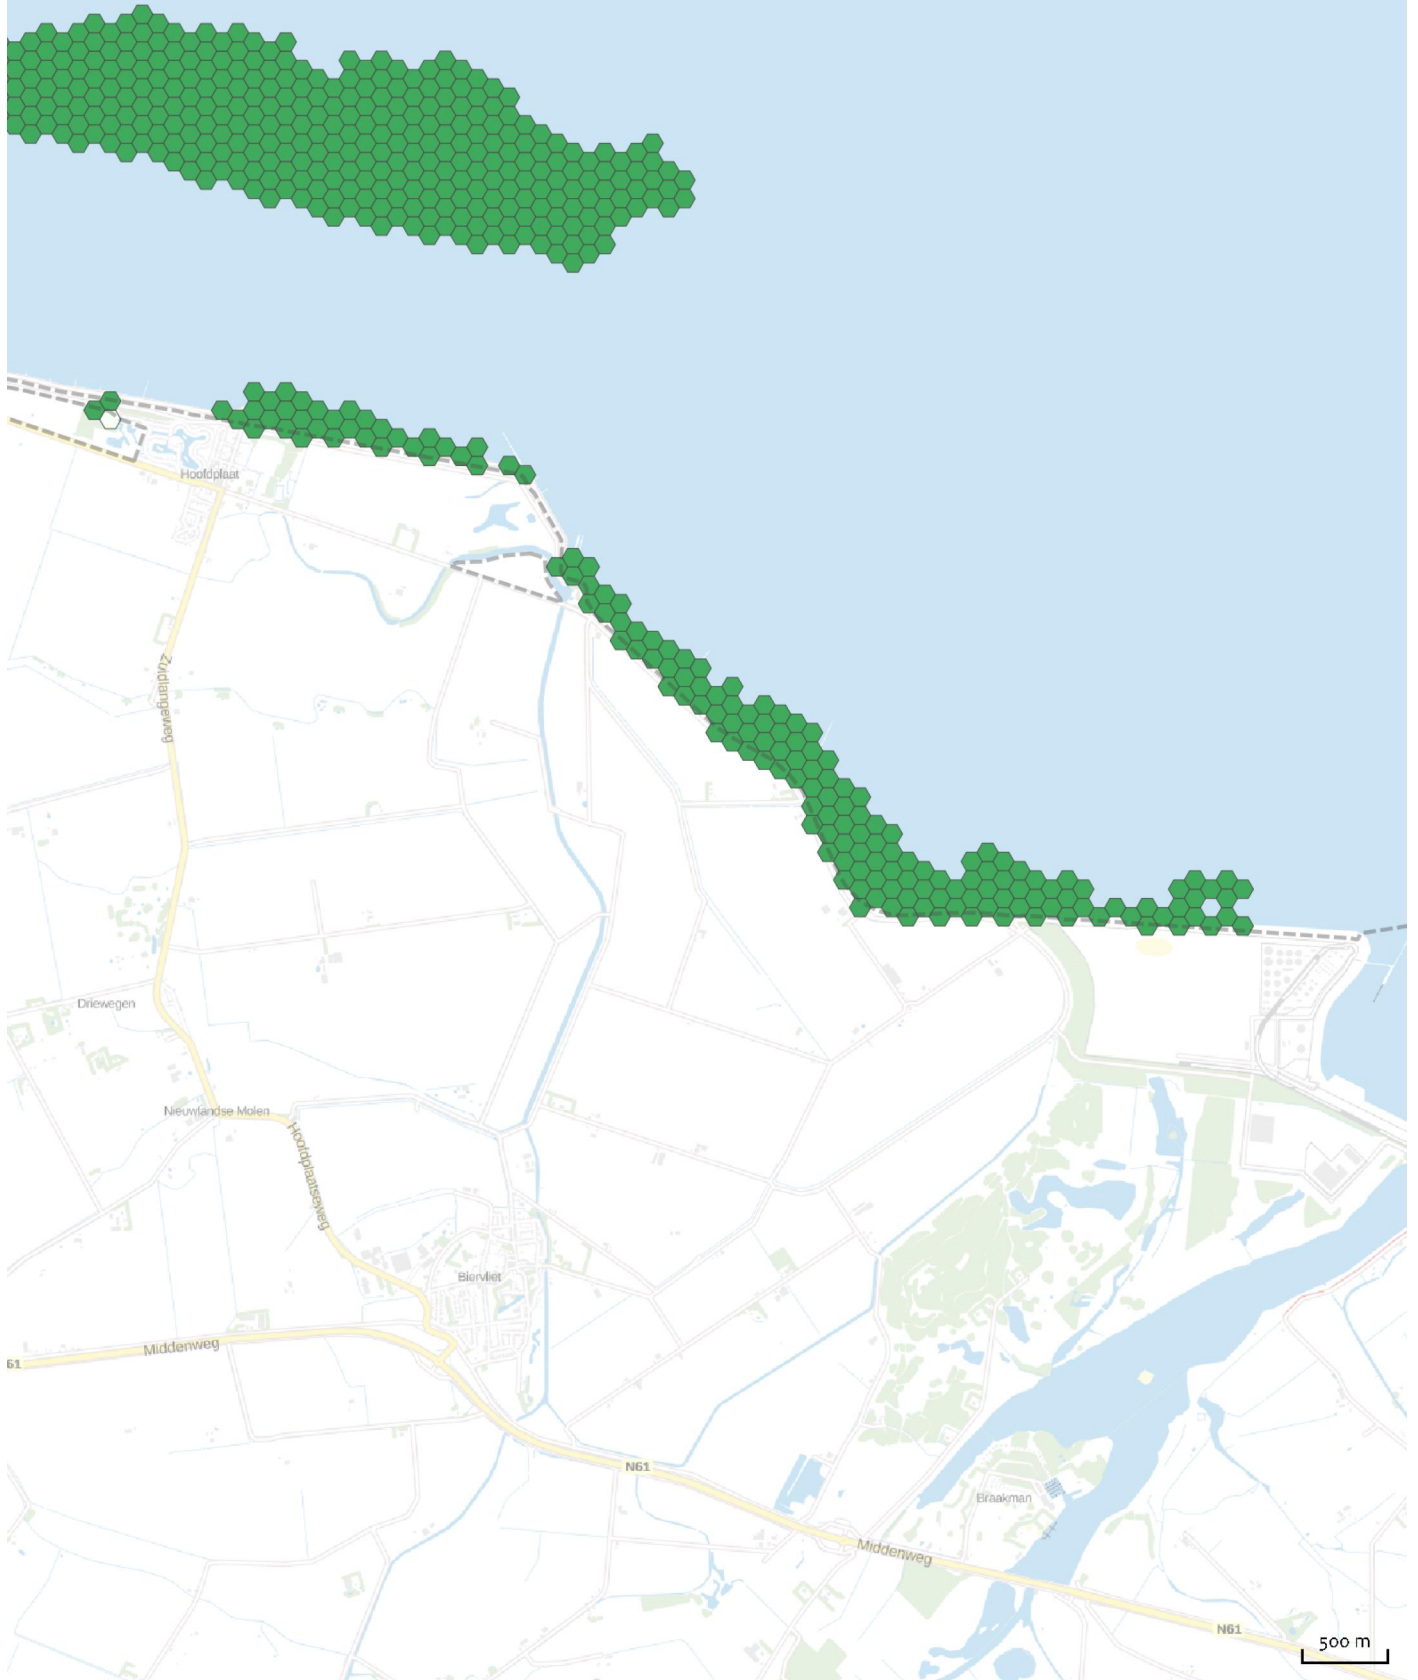 Hoofdplaat
Zuidlangeweg
Driewegen
Nieuwlandse Molen
Hoofdplaatseweg
Biervliet
Middenweg
61
N61
Braakman
Middenweg
N61
500 m